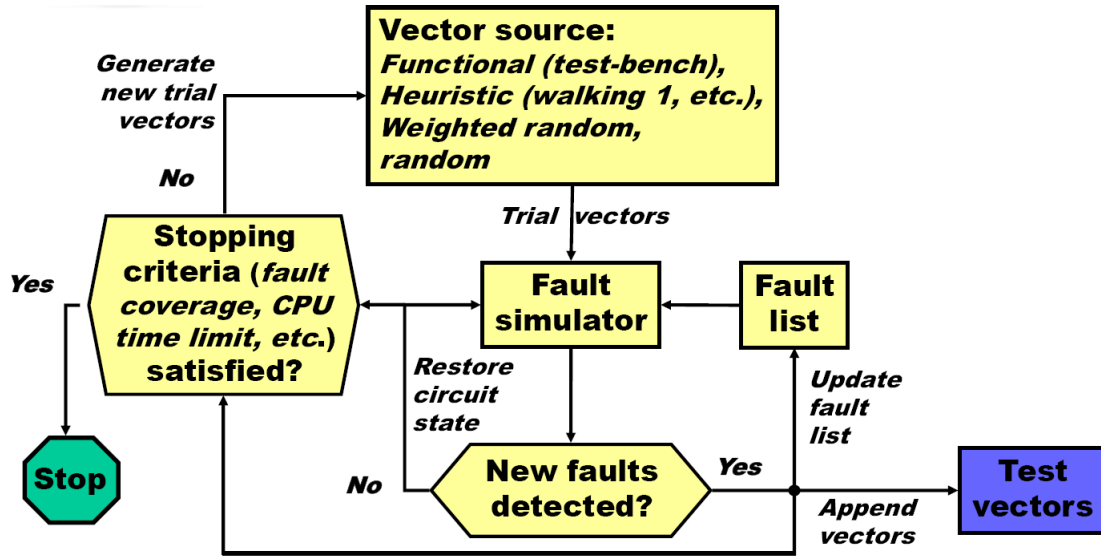 Vector source:
Functional (test-bench),
Heuristic (walking 1, etc.),
Weighted random,
random
Generate
new trial
vectors
No
Trial vectors
Stopping
criteria (fault
coverage, CPU
time limit, etc.)
satisfied?
Yes
Fault
simulator
Fault
list
Restore
circuit
state
Update
fault
list
Stop
No
New faults
detected?
Yes
Append
vectors
Test
vectors